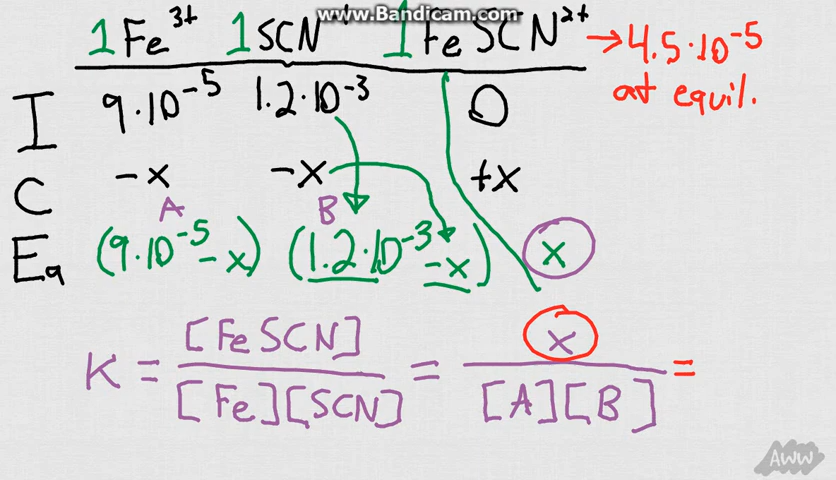 www.Bandicam.com
1Fe³⁺ 1SCN⁻ 1FeSCN²⁺ → 4.5·10⁻⁵
at equil.
I 9·10⁻⁵ 1.2·10⁻³ 0
C -x -x +x
A B
Eq (9·10⁻⁵ - x) (1.2·10⁻³ - x) x
K = [FeSCN] / [Fe][SCN] = x / [A][B] =
AWW